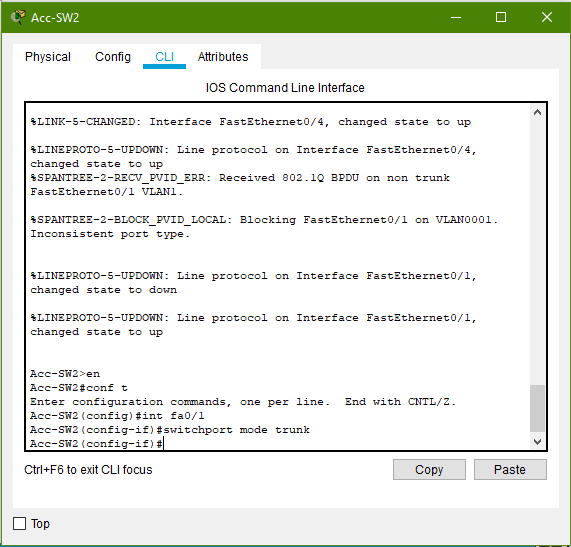 Acc-SW2
Physical Config CLI Attributes
IOS Command Line Interface
%LINK-5-CHANGED: Interface FastEthernet0/4, changed state to up
%LINEPROTO-5-UPDOWN: Line protocol on Interface FastEthernet0/4,
changed state to up
%SPANTREE-2-RECV_PVID_ERR: Received 802.1Q BPDU on non trunk
FastEthernet0/1 VLAN1.
%SPANTREE-2-BLOCK_PVID_LOCAL: Blocking FastEthernet0/1 on VLAN0001.
Inconsistent port type.
%LINEPROTO-5-UPDOWN: Line protocol on Interface FastEthernet0/1,
changed state to down
%LINEPROTO-5-UPDOWN: Line protocol on Interface FastEthernet0/1,
changed state to up
Acc-SW2>en
Acc-SW2#conf t
Enter configuration commands, one per line.  End with CNTL/Z.
Acc-SW2(config)#int fa0/1
Acc-SW2(config-if)#switchport mode trunk
Acc-SW2(config-if)#
Ctrl+F6 to exit CLI focus
Copy Paste
Top